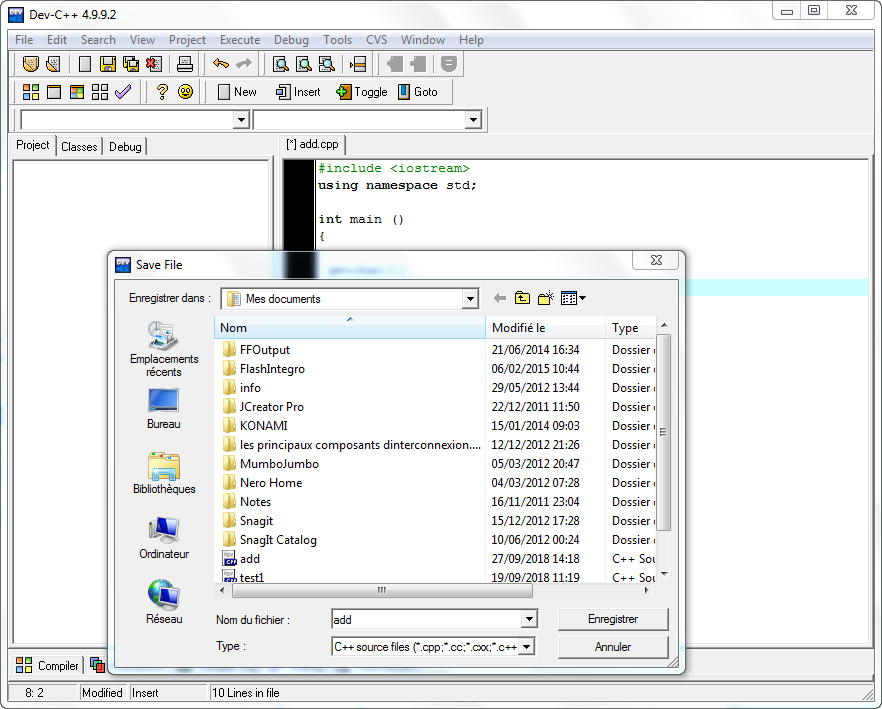 Dev-C++ 4.9.9.2
File Edit Search View Project Execute Debug Tools CVS Window Help
New Insert Toggle Goto
Project Classes Debug
[*] add.cpp
#include <iostream>
using namespace std;
int main ()
{
Save File
Enregistrer dans : Mes documents
Emplacements
récents
Bureau
Bibliothèques
Ordinateur
Réseau
Nom Modifié le Type
FFOutput 21/06/2014 16:34 Dossier
FlashIntegro 06/02/2015 10:44 Dossier
info 29/05/2012 13:44 Dossier
JCreator Pro 22/12/2011 11:50 Dossier
KONAMI 15/01/2014 09:03 Dossier
les principaux composants dinterconnexion.... 12/12/2012 21:26 Dossier
MumboJumbo 05/03/2012 20:47 Dossier
Nero Home 04/03/2012 07:28 Dossier
Notes 16/11/2011 23:04 Dossier
Snagit 15/12/2012 17:28 Dossier
SnagIt Catalog 10/06/2012 00:24 Dossier
add 27/09/2018 14:18 C++ Sou
test1 19/09/2018 11:19 C++ Sou
Nom du fichier : add Enregistrer
Type : C++ source files (*.cpp;*.cc;*.cxx;*.c++ Annuler
Compiler
8: 2 Modified Insert 10 Lines in file